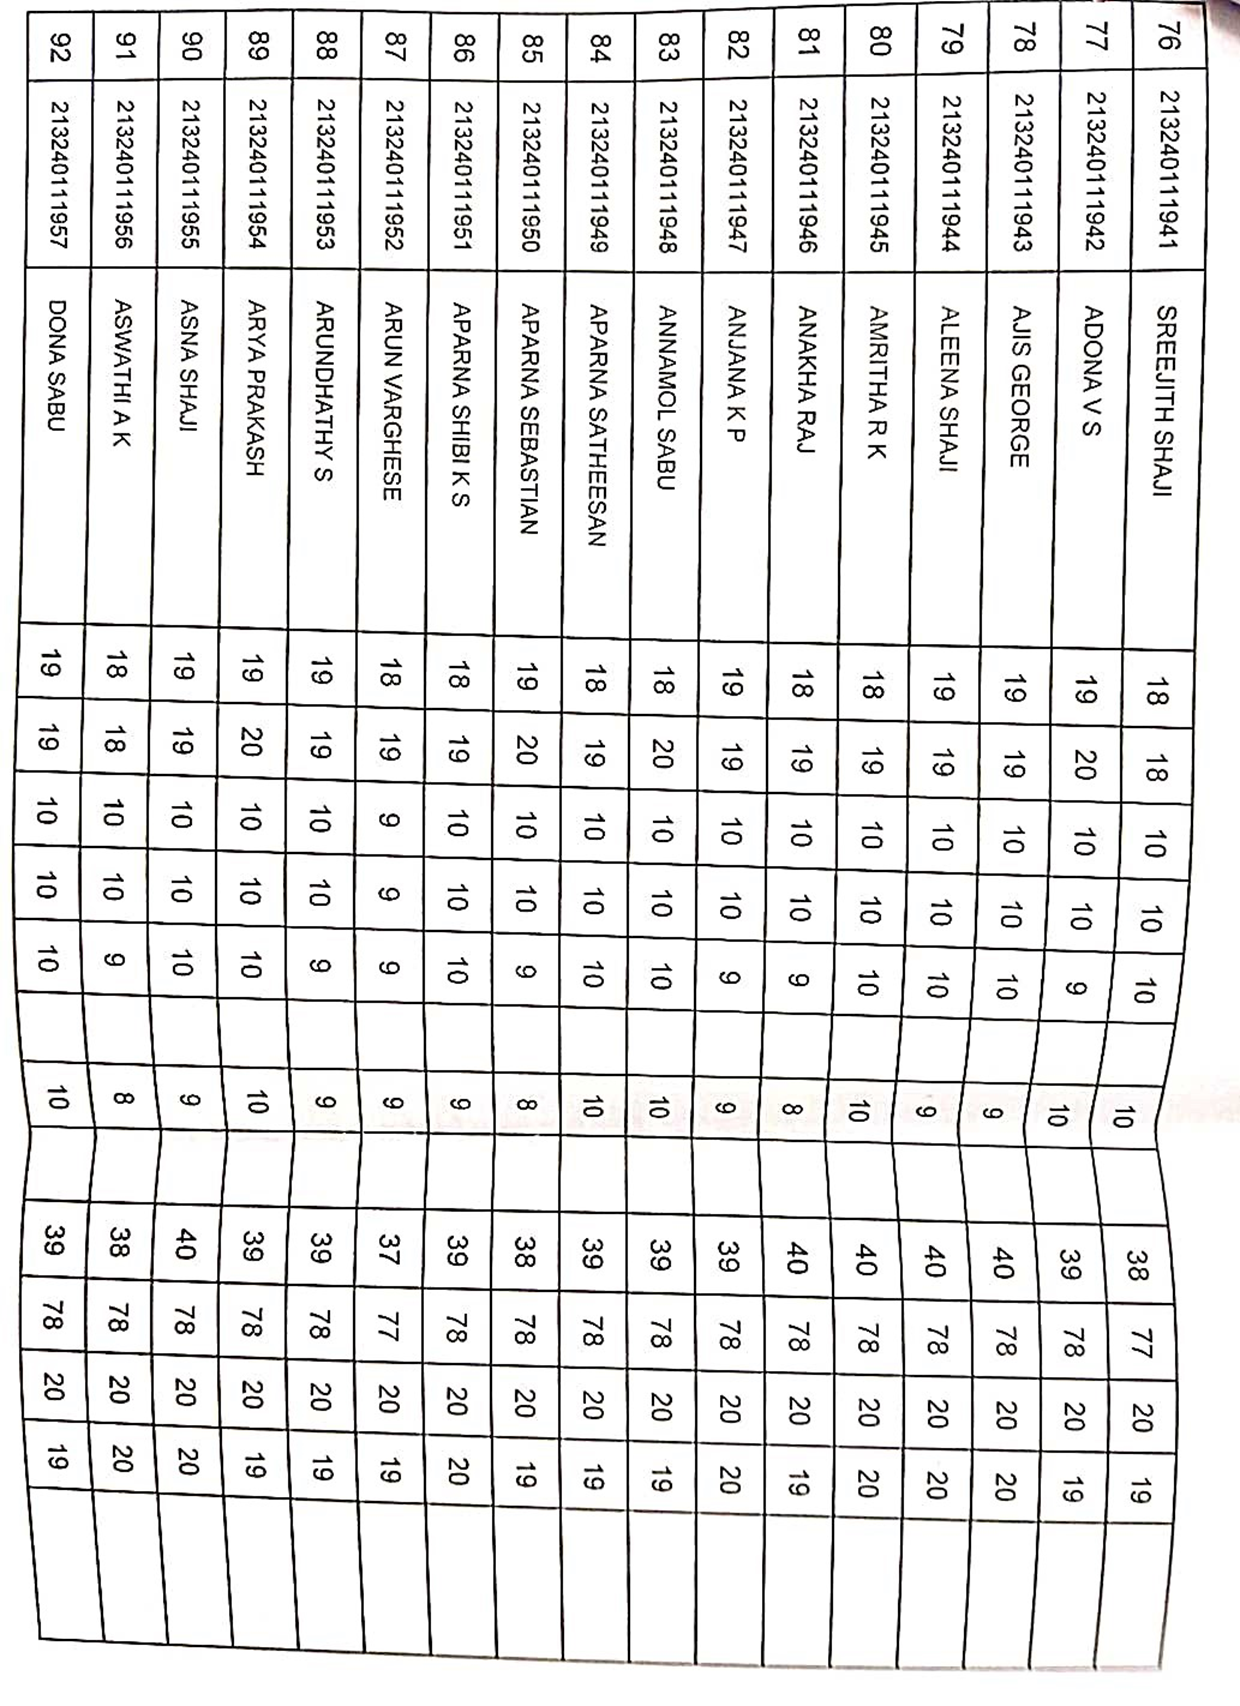 76 213240111941 SREEJITH SHAJI 18 18 10 10 10 10 38 77 20 19
77 213240111942 ADONA V S 19 20 10 10 9 10 39 78 20 19
78 213240111943 AJIS GEORGE 19 19 10 10 10 9 40 78 20 20
79 213240111944 ALEENA SHAJI 19 19 10 10 10 9 40 78 20 20
80 213240111945 AMRITHA R K 18 19 10 10 10 10 40 78 20 20
81 213240111946 ANAKHA RAJ 18 19 10 10 9 8 40 78 20 19
82 213240111947 ANJANA K P 19 19 10 10 9 9 39 78 20 20
83 213240111948 ANNAMOL SABU 18 20 10 10 10 10 39 78 20 19
84 213240111949 APARNA SATHEESAN 18 19 10 10 10 10 39 78 20 19
85 213240111950 APARNA SEBASTIAN 19 20 10 10 9 8 38 78 20 19
86 213240111951 APARNA SHIBI K S 18 19 10 10 10 9 39 78 20 20
87 213240111952 ARUN VARGHESE 18 19 9 9 9 9 37 77 20 19
88 213240111953 ARUNDHATHY S 19 19 10 10 9 9 39 78 20 19
89 213240111954 ARYA PRAKASH 19 20 10 10 10 10 39 78 20 19
90 213240111955 ASNA SHAJI 19 19 10 10 10 9 40 78 20 20
91 213240111956 ASWATHI A K 18 18 10 10 9 8 38 78 20 20
92 213240111957 DONA SABU 19 19 10 10 10 10 39 78 20 19